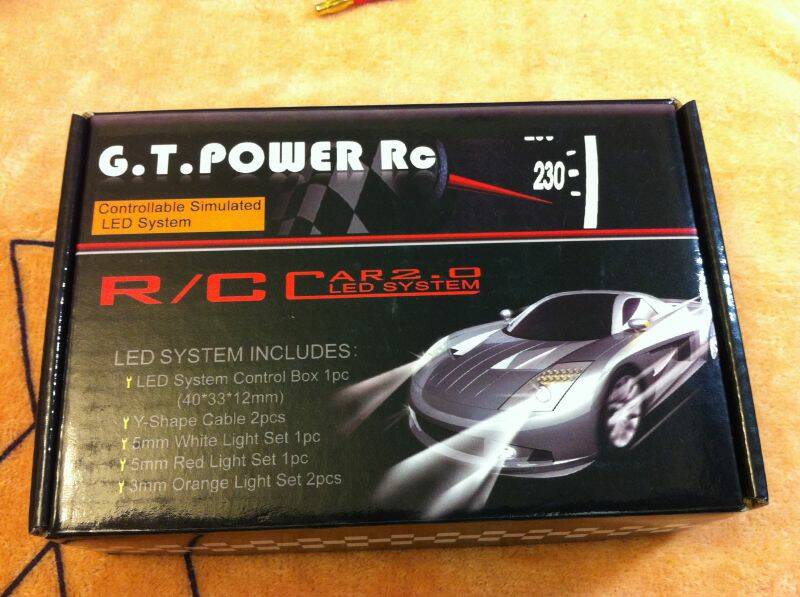 G.T.POWER Rc
Controllable Simulated
LED System
230
R/C CAR2.0
LED SYSTEM
LED SYSTEM INCLUDES:
LED System Control Box 1pc
(40*33*12mm)
Y-Shape Cable 2pcs
5mm White Light Set 1pc
5mm Red Light Set 1pc
3mm Orange Light Set 2pcs